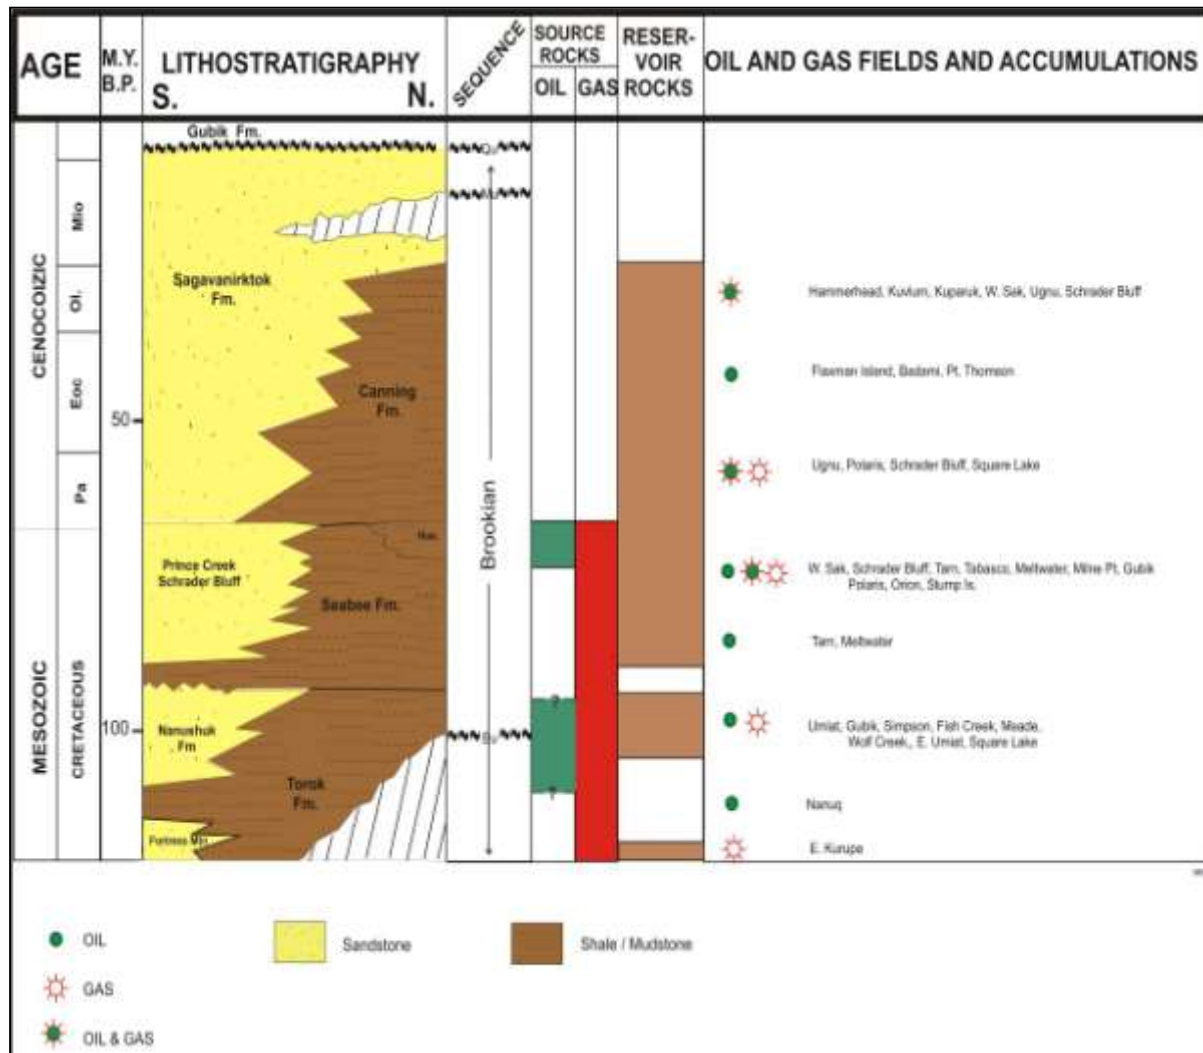 AGE
M.Y.
B.P.
LITHOSTRATIGRAPHY
S. N.
SEQUENCE
SOURCE
ROCKS
OIL GAS
RESER-
VOIR
ROCKS
OIL AND GAS FIELDS AND ACCUMULATIONS
CENOCOIZIC
MESOZOIC
Mio
Ol.
Eoc
Pa
CRETACEOUS
50
100
Gubik Fm.
Sagavanirktok
Fm.
Canning
Fm.
Hue.
Prince Creek
Schrader Bluff
Seabee Fm.
Nanushuk
Fm
Torok
Fm.
Fortress Mtn
Brookian
?
?
Hammerhead, Kuvlum, Kuparuk, W. Sak, Ugnu, Schrader Bluff
Flaxman Island, Badami, Pt. Thomson
Ugnu, Polaris, Schrader Bluff, Square Lake
W. Sak, Schrader Bluff, Tarn, Tabasco, Meltwater, Milne Pt, Gubik
Polaris, Orion, Stump Is.
Tarn, Meltwater
Umiat, Gubik, Simpson, Fish Creek, Meade,
Wolf Creek, E. Umiat, Square Lake
Nanuq
E. Kurupe
OIL
GAS
OIL & GAS
Sandstone
Shale / Mudstone